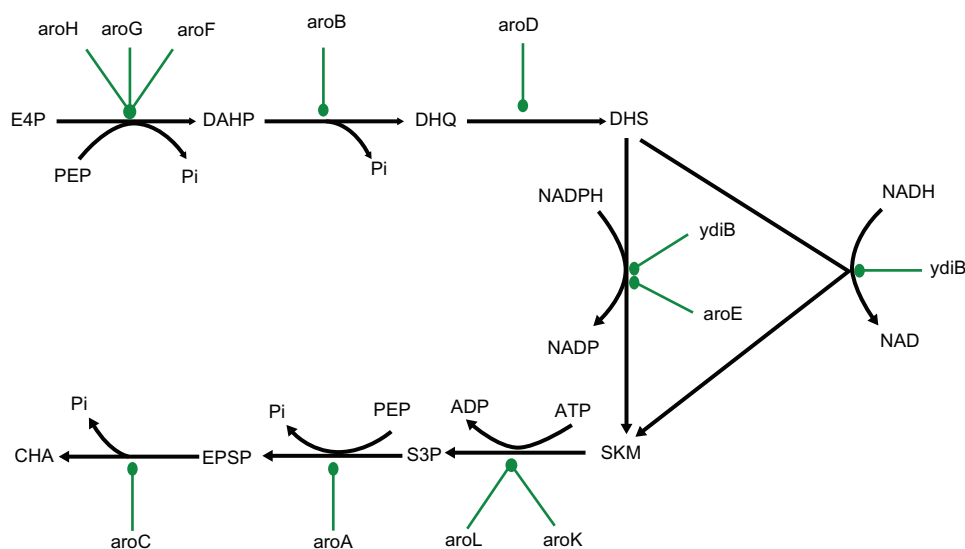 aroH
aroG
aroF
aroB
aroD
E4P
DAHP
DHQ
DHS
PEP
Pi
Pi
NADPH
NADH
ydiB
ydiB
aroE
NADP
NAD
Pi
Pi
PEP
ADP
ATP
CHA
EPSP
S3P
SKM
aroC
aroA
aroL
aroK